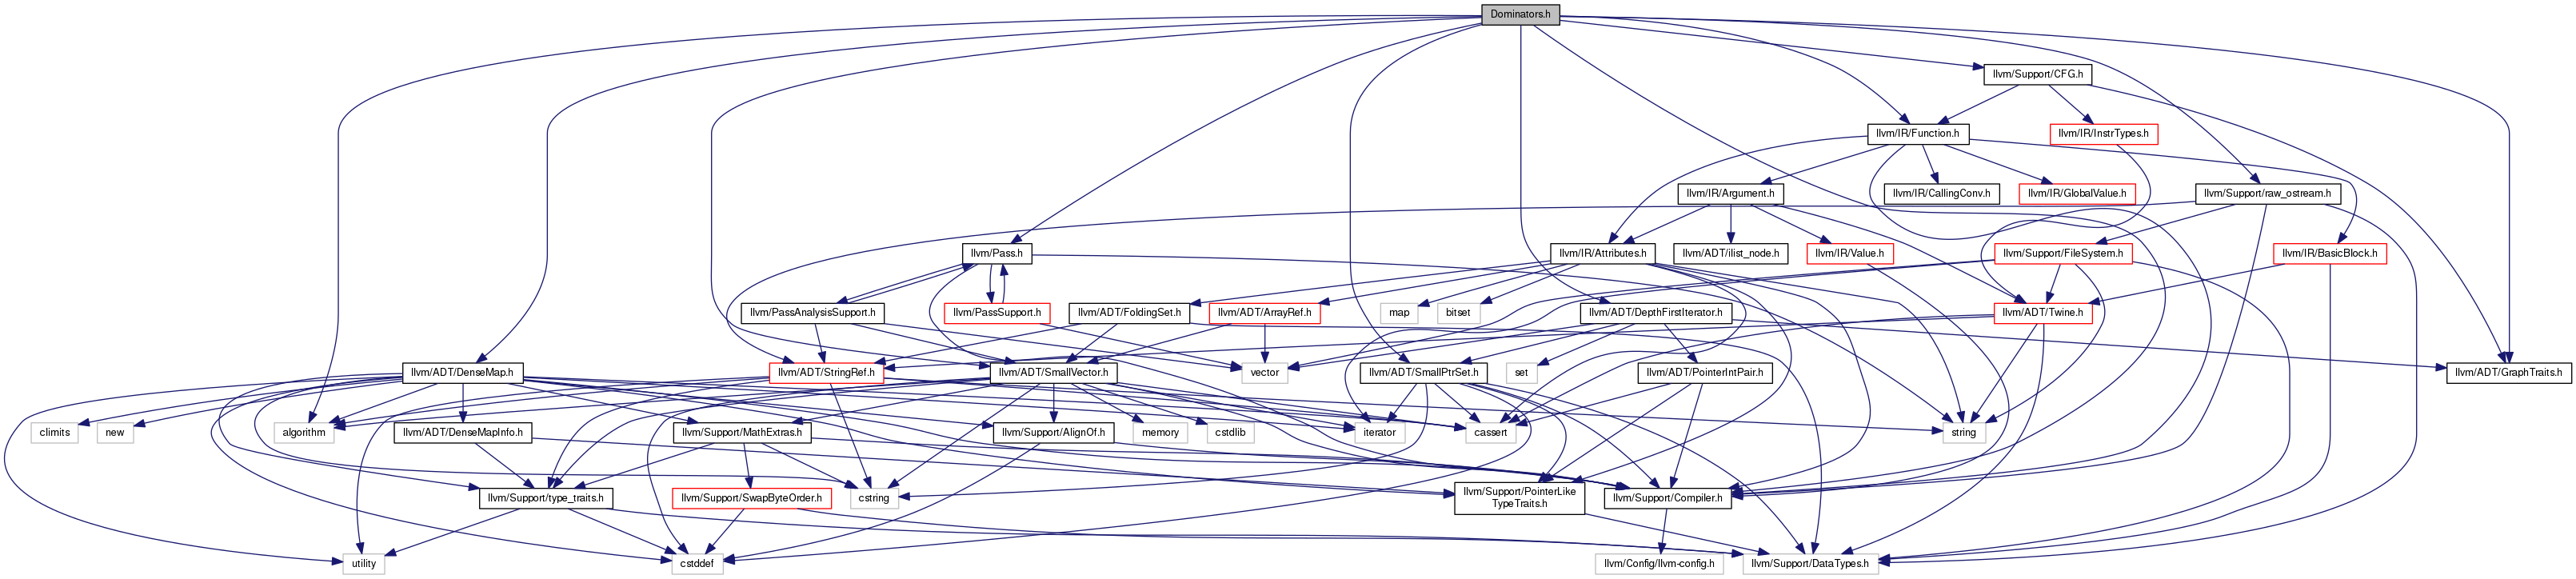 Dominators.h
llvm/Support/CFG.h
llvm/IR/Function.h
llvm/IR/InstrTypes.h
llvm/IR/Argument.h
llvm/IR/CallingConv.h
llvm/IR/GlobalValue.h
llvm/Support/raw_ostream.h
llvm/Pass.h
llvm/IR/Attributes.h
llvm/ADT/ilist_node.h
llvm/IR/Value.h
llvm/Support/FileSystem.h
llvm/IR/BasicBlock.h
llvm/PassAnalysisSupport.h
llvm/PassSupport.h
llvm/ADT/FoldingSet.h
llvm/ADT/ArrayRef.h
map
bitset
llvm/ADT/DepthFirstIterator.h
llvm/ADT/Twine.h
llvm/ADT/DenseMap.h
llvm/ADT/StringRef.h
llvm/ADT/SmallVector.h
vector
llvm/ADT/SmallPtrSet.h
set
llvm/ADT/PointerIntPair.h
llvm/ADT/GraphTraits.h
climits
new
algorithm
llvm/ADT/DenseMapInfo.h
llvm/Support/MathExtras.h
llvm/Support/AlignOf.h
memory
cstdlib
iterator
cassert
string
llvm/Support/type_traits.h
llvm/Support/SwapByteOrder.h
cstring
llvm/Support/PointerLike
TypeTraits.h
llvm/Support/Compiler.h
utility
cstddef
llvm/Config/llvm-config.h
llvm/Support/DataTypes.h